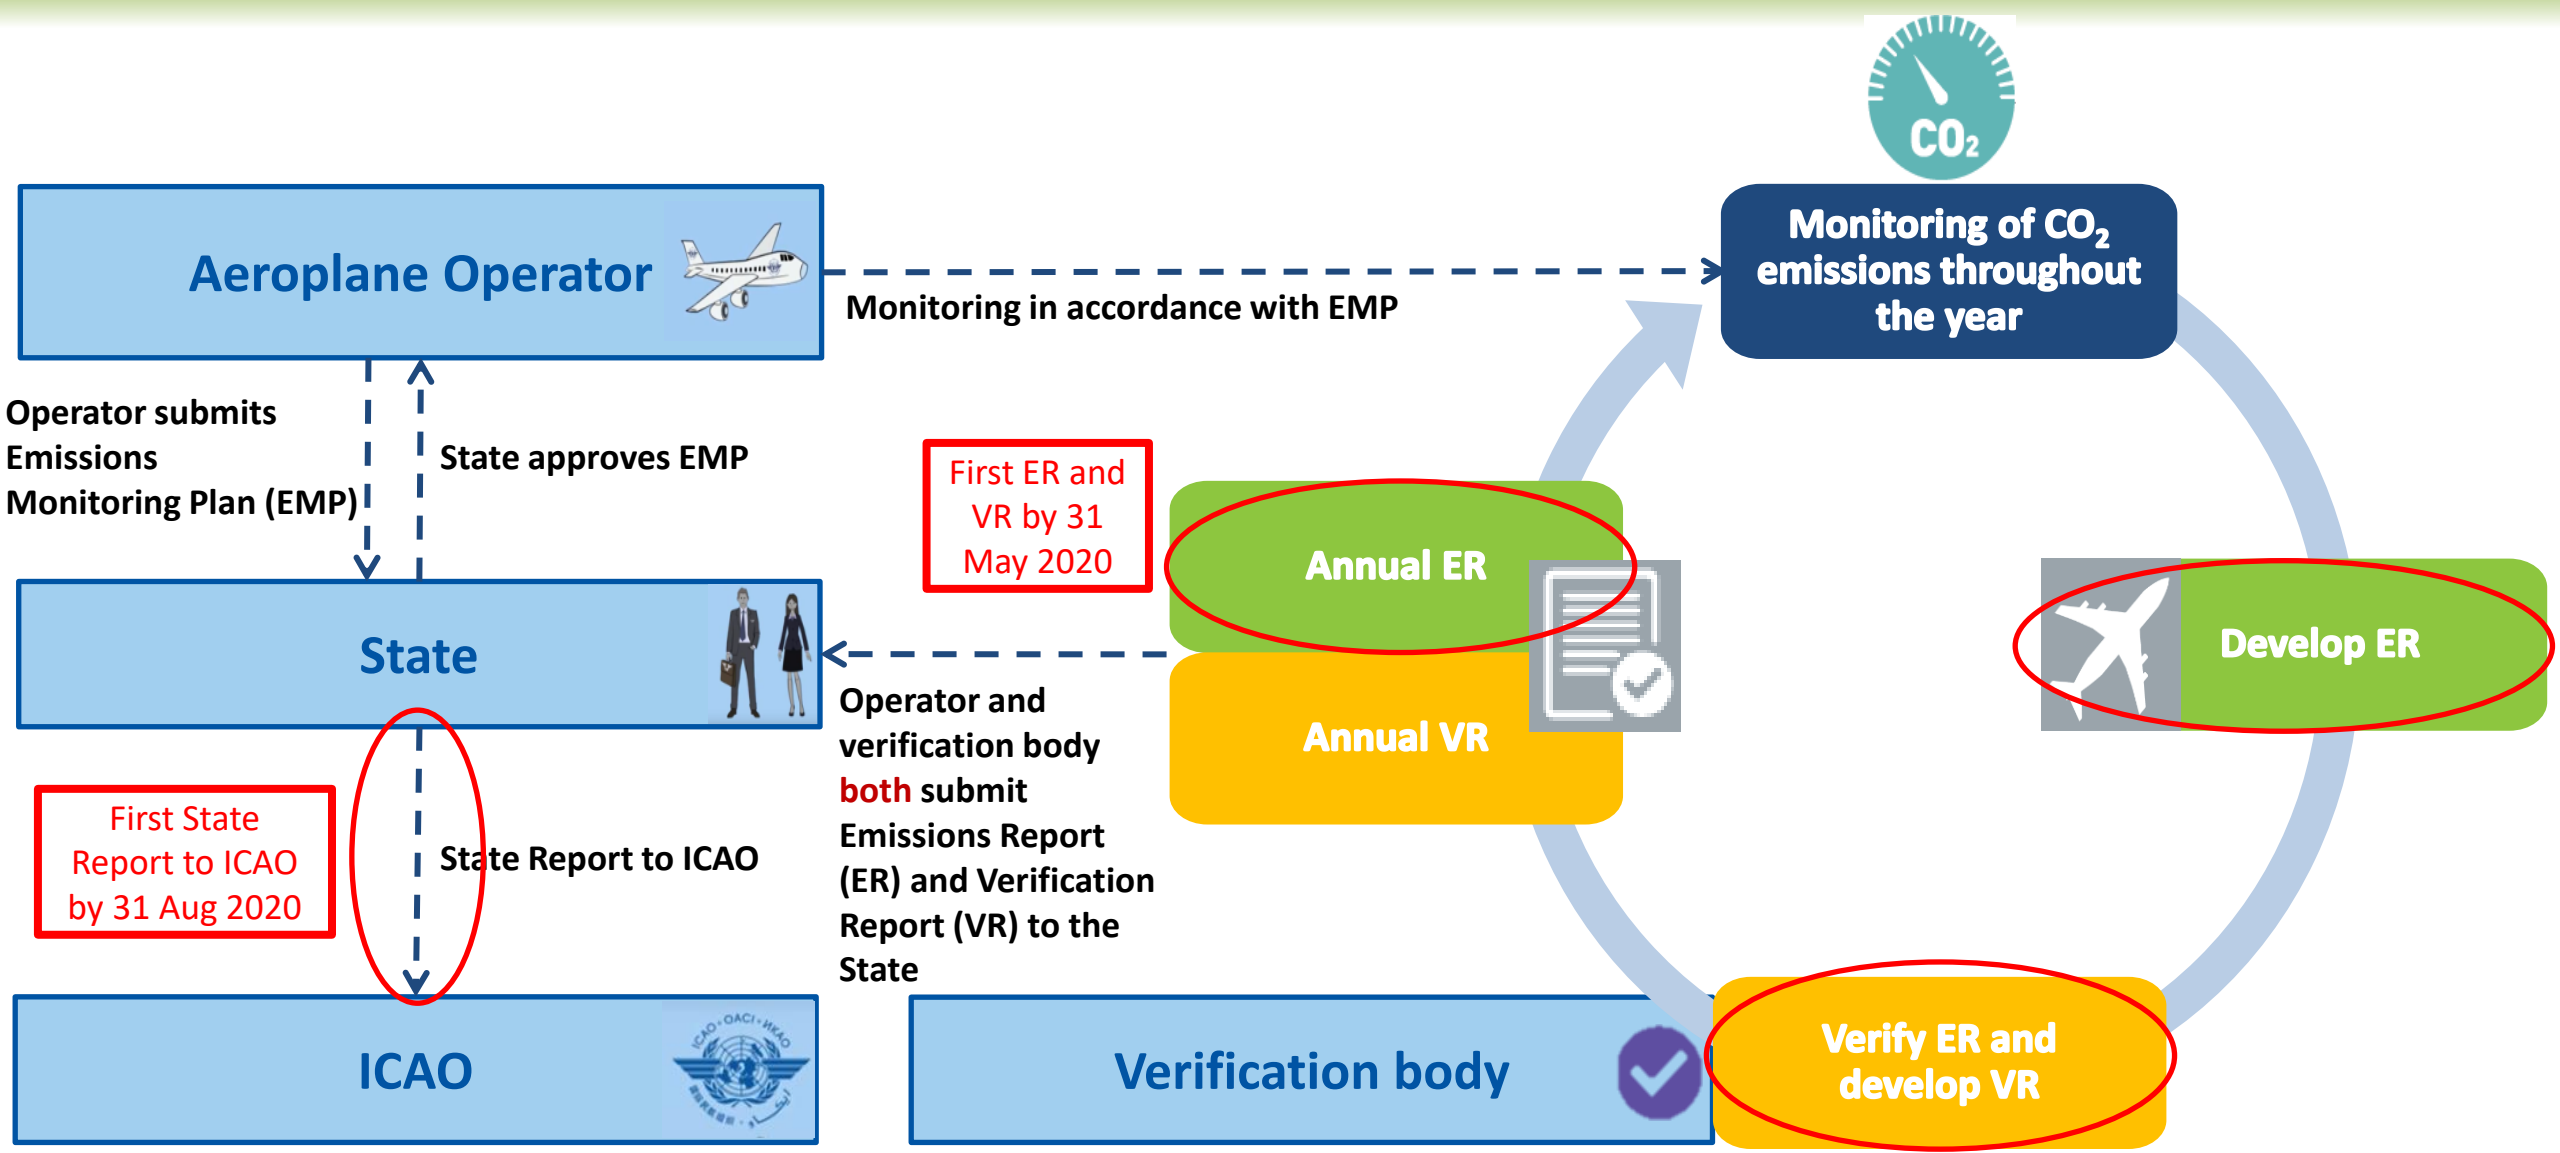 CO₂
Monitoring of CO₂
emissions throughout
the year
Aeroplane Operator
Monitoring in accordance with EMP
Operator submits
Emissions
Monitoring Plan (EMP)
State approves EMP
First ER and
VR by 31
May 2020
Annual ER
Develop ER
State
Annual VR
Operator and
verification body
both submit
Emissions Report
(ER) and Verification
Report (VR) to the
State
First State
Report to ICAO
by 31 Aug 2020
State Report to ICAO
ICAO
ICAO · OACI · ИКАО
Verification body
Verify ER and
develop VR